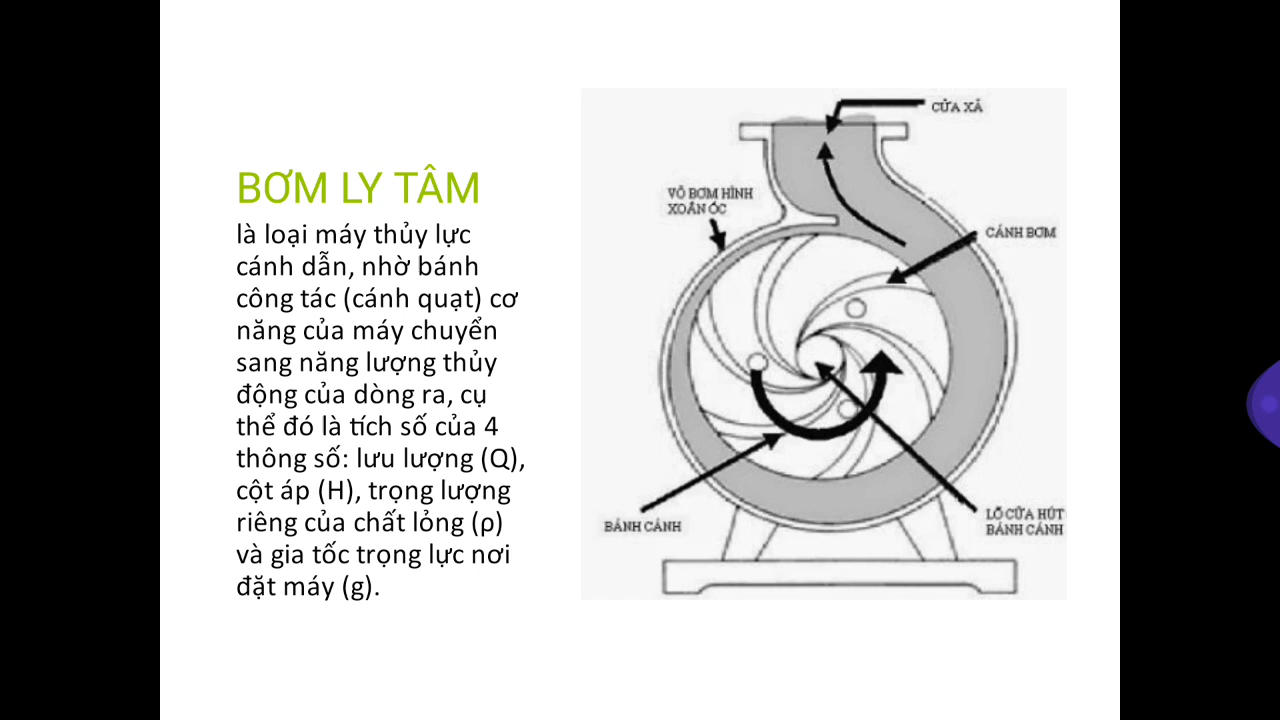 BƠM LY TÂM
là loại máy thủy lực
cánh dẫn, nhờ bánh
công tác (cánh quạt) cơ
năng của máy chuyển
sang năng lượng thủy
động của dòng ra, cụ
thể đó là tích số của 4
thông số: lưu lượng (Q),
cột áp (H), trọng lượng
riêng của chất lỏng (ρ)
và gia tốc trọng lực nơi
đặt máy (g).
CỬA XẢ
VỎ BƠM HÌNH
XOẮN ỐC
CÁNH BƠM
BÁNH CÁNH
LỖ CỬA HÚT
BÁNH CÁNH